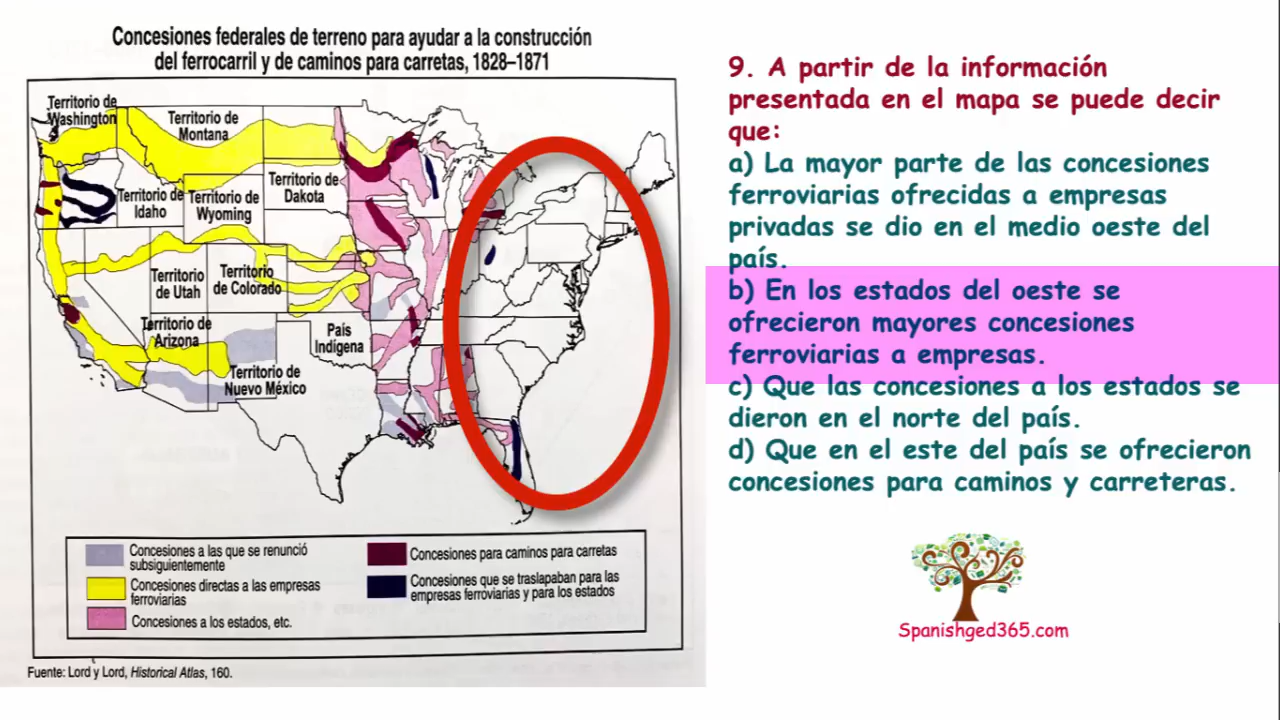 Concesiones federales de terreno para ayudar a la construcción
del ferrocarril y de caminos para carretas, 1828–1871
Territorio de
Washington
Territorio de
Montana
Territorio de
Idaho
Territorio de
Wyoming
Territorio de
Dakota
Territorio
de Utah
Territorio
de Colorado
Territorio de
Arizona
País
Indígena
Territorio de
Nuevo México
Concesiones a las que se renunció
subsiguientemente
Concesiones directas a las empresas
ferroviarias
Concesiones a los estados, etc.
Concesiones para caminos para carretas
Concesiones que se traslapaban para las
empresas ferroviarias y para los estados
Fuente: Lord y Lord, Historical Atlas, 160.
9. A partir de la información
presentada en el mapa se puede decir
que:
a) La mayor parte de las concesiones
ferroviarias ofrecidas a empresas
privadas se dio en el medio oeste del
país.
b) En los estados del oeste se
ofrecieron mayores concesiones
ferroviarias a empresas.
c) Que las concesiones a los estados se
dieron en el norte del país.
d) Que en el este del país se ofrecieron
concesiones para caminos y carreteras.
Spanishged365.com